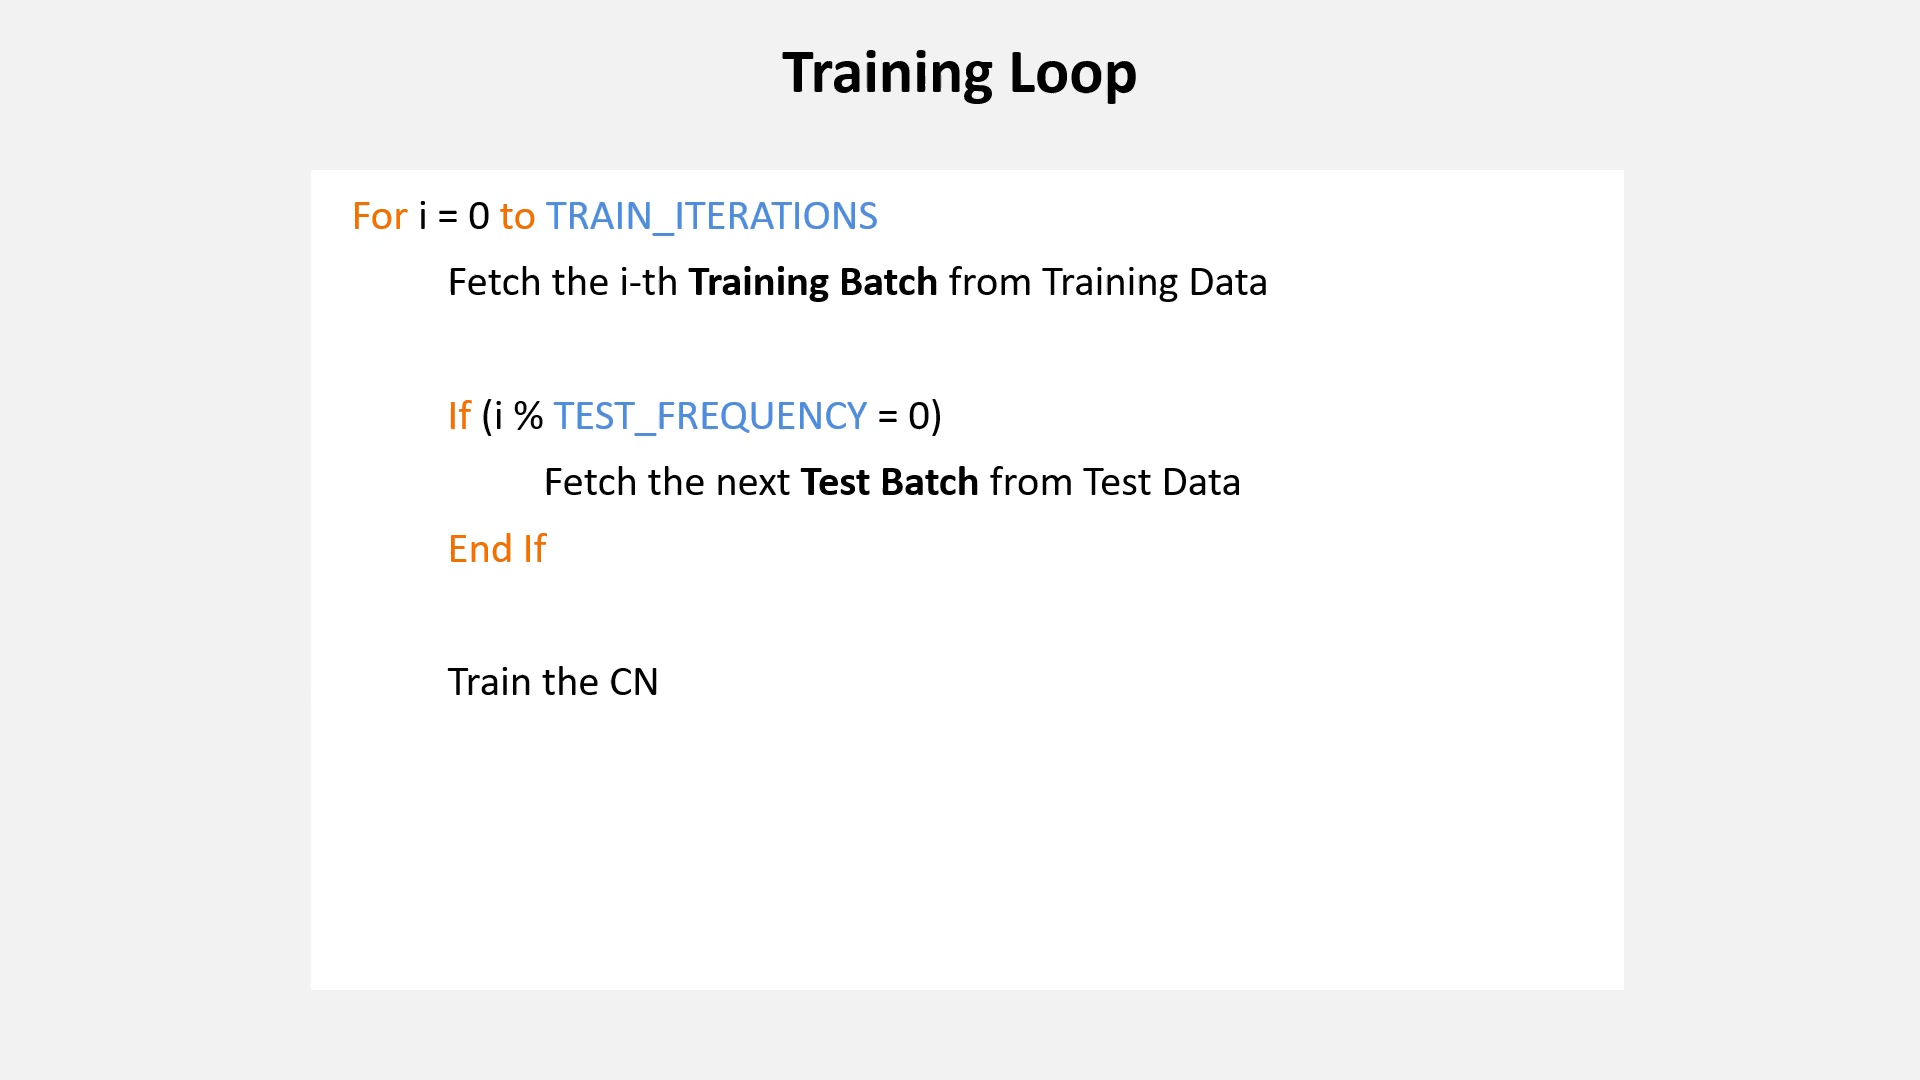 Training Loop
For i = 0 to TRAIN_ITERATIONS
Fetch the i-th Training Batch from Training Data
If (i % TEST_FREQUENCY = 0)
Fetch the next Test Batch from Test Data
End If
Train the CN